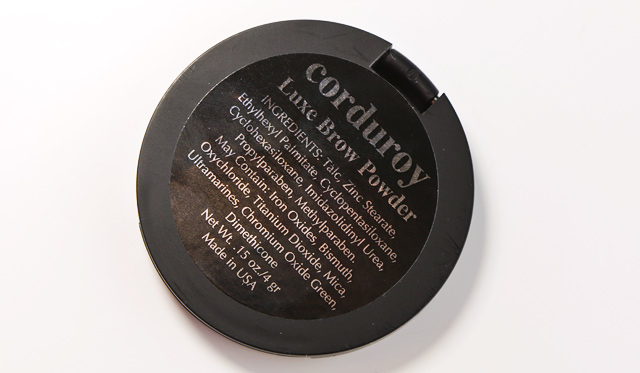 corduroy
Luxe Brow Powder
INGREDIENTS: Talc, Zinc Stearate,
Ethylhexyl Palmitate, Cyclopentasiloxane,
Cyclohexasiloxane, Imidazolidinyl Urea,
Propylparaben, Methylparaben.
May Contain: Iron Oxides, Bismuth,
Oxychloride, Titanium Dioxide, Mica,
Ultramarines, Chromium Oxide Green,
Dimethicone
Net Wt. .15 oz./4 gr
Made in USA